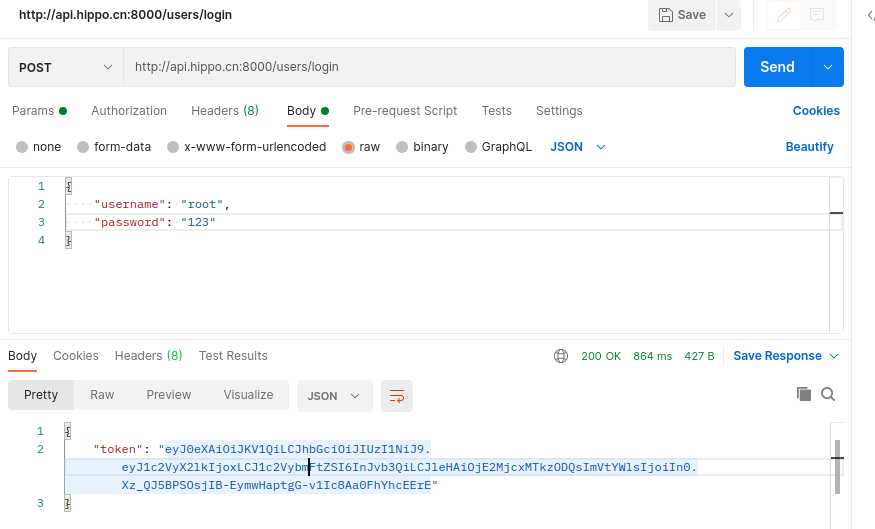 http://api.hippo.cn:8000/users/login
Save
POST
http://api.hippo.cn:8000/users/login
Send
Params
Authorization
Headers (8)
Body
Pre-request Script
Tests
Settings
Cookies
none
form-data
x-www-form-urlencoded
raw
binary
GraphQL
JSON
Beautify
1 {
2 "username": "root",
3 "password": "123"
4 }
Body
Cookies
Headers (8)
Test Results
200 OK
864 ms
427 B
Save Response
Pretty
Raw
Preview
Visualize
JSON
1 {
2 "token": "eyJ0eXAiOiJKV1QiLCJhbGciOiJIUzI1NiJ9.
eyJ1c2VyX2lkIjoxLCJ1c2VybmFtZSI6InJvb3QiLCJleHAiOjE2MjcxMTkzODQsImVtYWlsIjoiIn0.
Xz_QJ5BPSOsjIB-EymwHaptgG-v1Ic8Aa0FhYhcEErE"
3 }